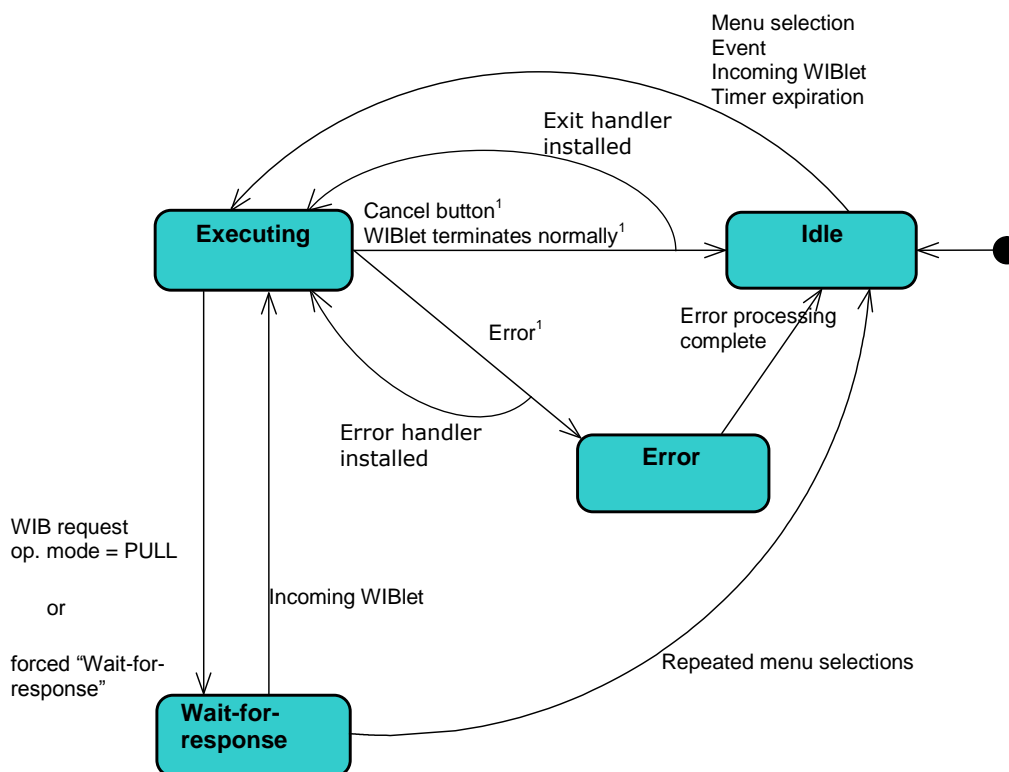 Menu selection
Event
Incoming WIBlet
Timer expiration
Exit handler
installed
Cancel button¹
WIBlet terminates normally¹
Executing
Idle
Error¹
Error processing
complete
Error handler
installed
Error
WIB request
op. mode = PULL
or
forced “Wait-for-
response”
Incoming WIBlet
Repeated menu selections
Wait-for-
response